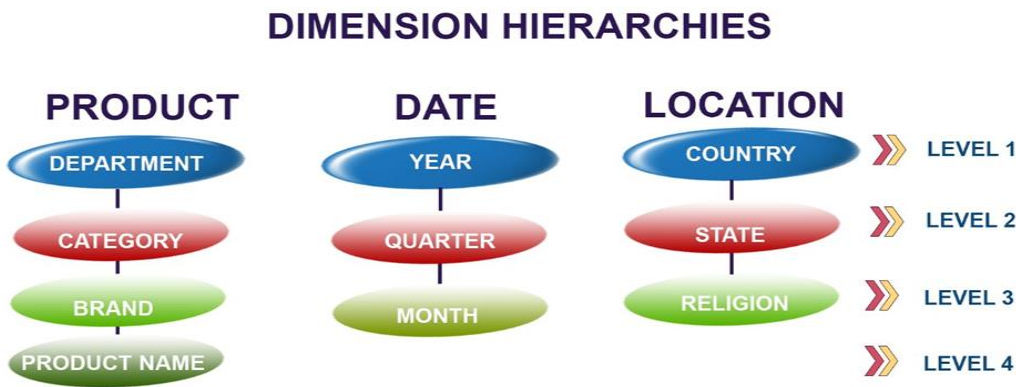 DIMENSION HIERARCHIES
PRODUCT
DATE
LOCATION
DEPARTMENT
YEAR
COUNTRY
LEVEL 1
CATEGORY
QUARTER
STATE
LEVEL 2
BRAND
MONTH
RELIGION
LEVEL 3
PRODUCT NAME
LEVEL 4